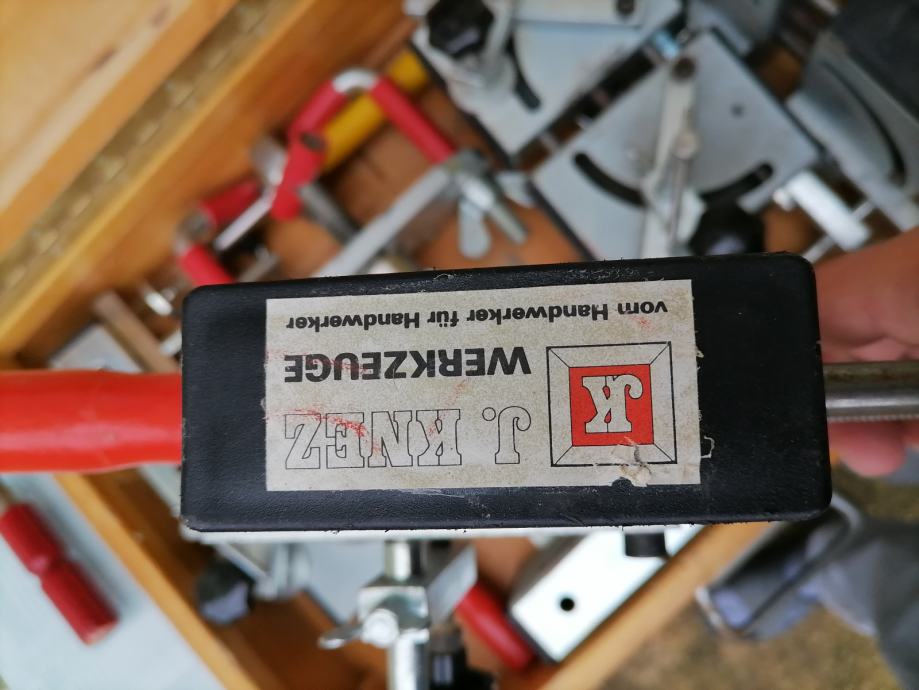 JK
J. KNEZ
WERKZEUGE
vom Handwerker für Handwerker